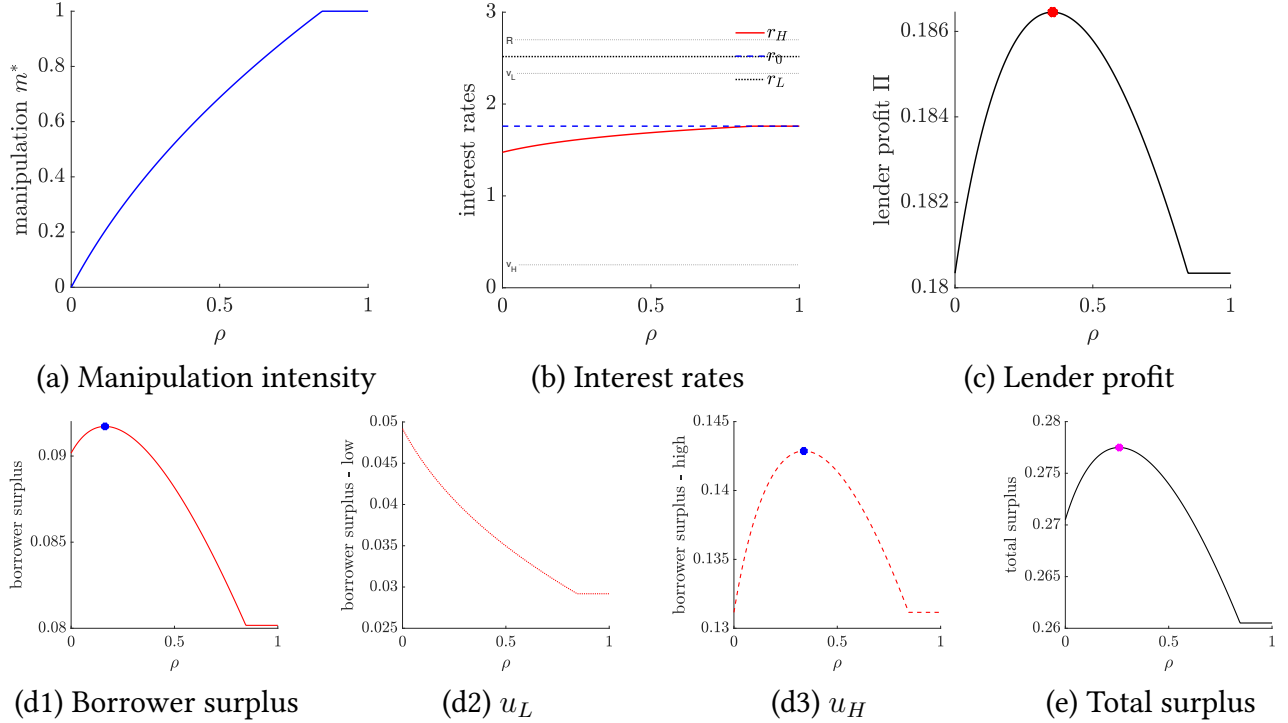 manipulation m*
1
0.8
0.6
0.4
0.2
0
0
0.5
1
ρ
(a) Manipulation intensity
interest rates
3
2
1
0
R
v_L
v_H
r_H
r_0
r_L
0
0.5
1
ρ
(b) Interest rates
lender profit Π
0.186
0.184
0.182
0.18
0
0.5
1
ρ
(c) Lender profit
borrower surplus
0.09
0.085
0.08
0
0.5
1
ρ
(d1) Borrower surplus
borrower surplus - low
0.05
0.045
0.04
0.035
0.03
0.025
0
0.5
1
ρ
(d2) u_L
borrower surplus - high
0.145
0.14
0.135
0.13
0
0.5
1
ρ
(d3) u_H
total surplus
0.28
0.275
0.27
0.265
0.26
0
0.5
1
ρ
(e) Total surplus